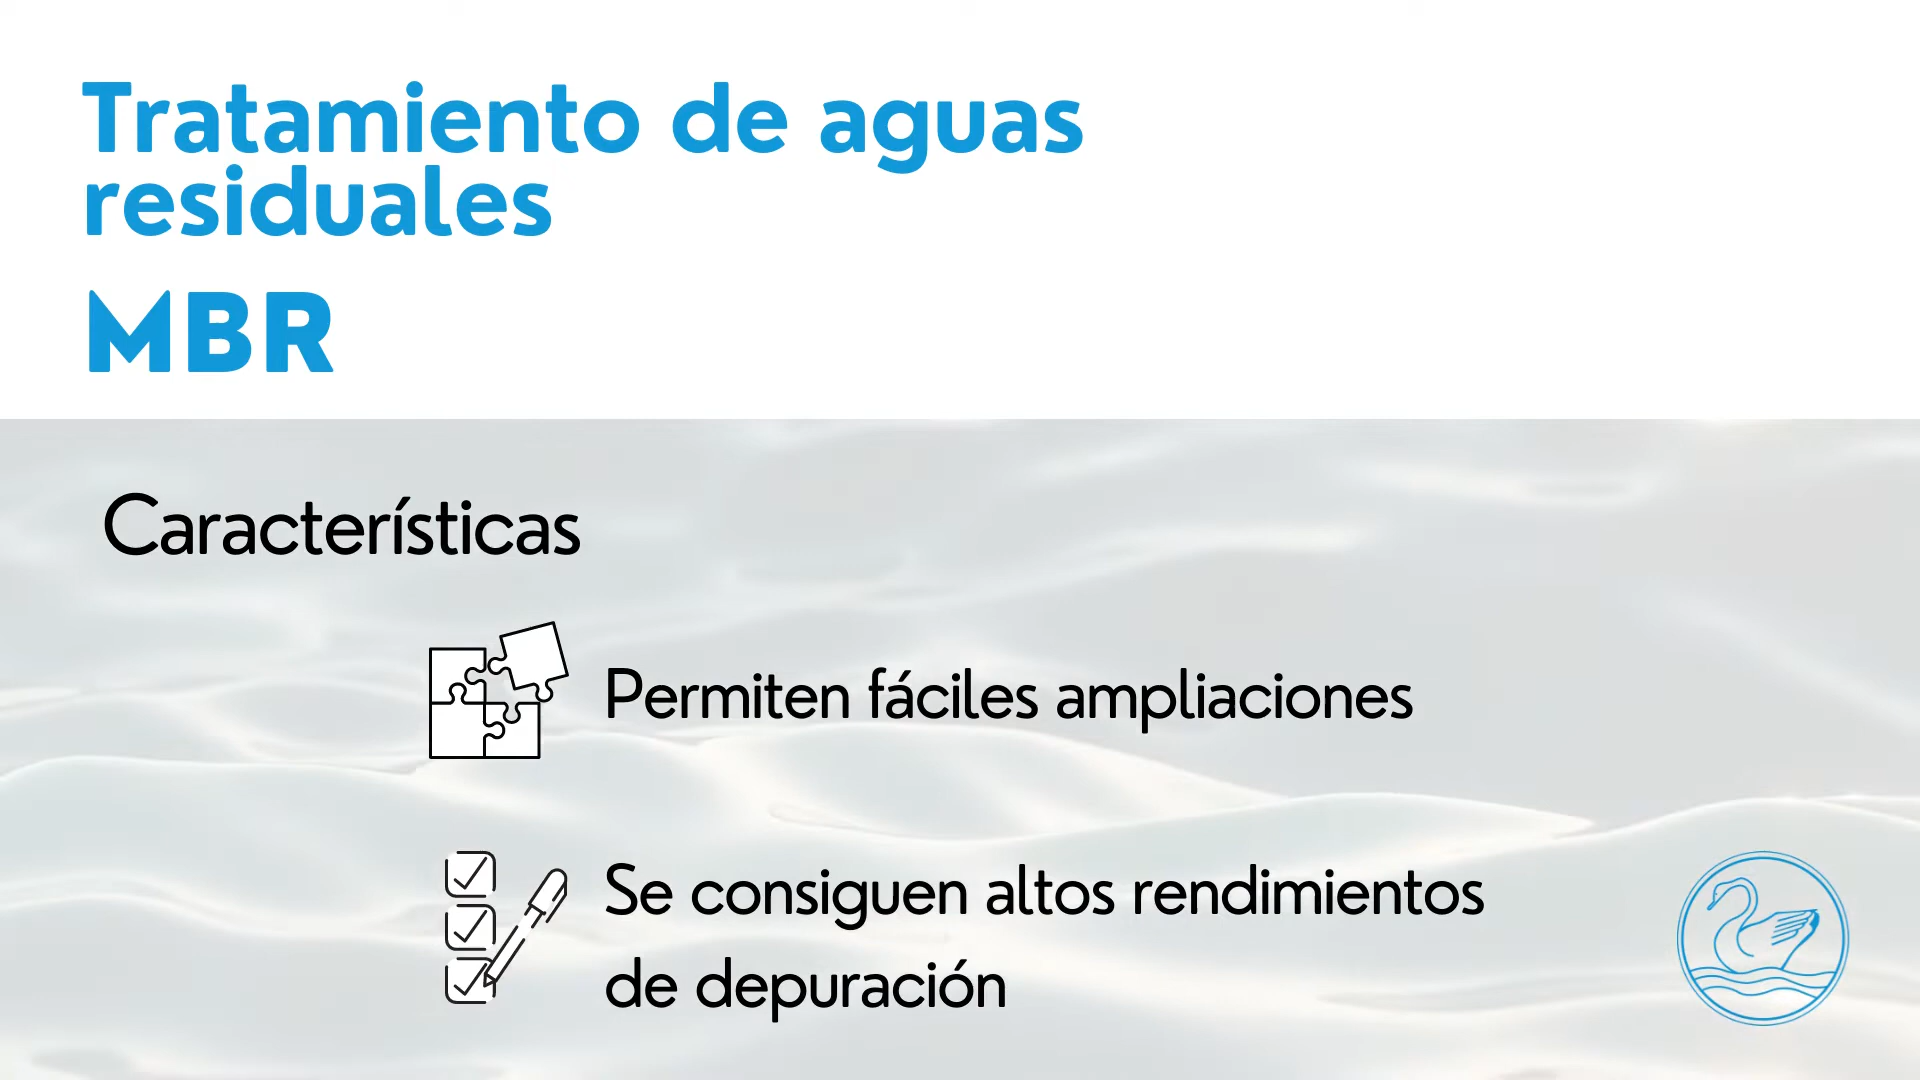 Tratamiento de aguas
residuales
MBR
Características
Permiten fáciles ampliaciones
Se consiguen altos rendimientos
de depuración